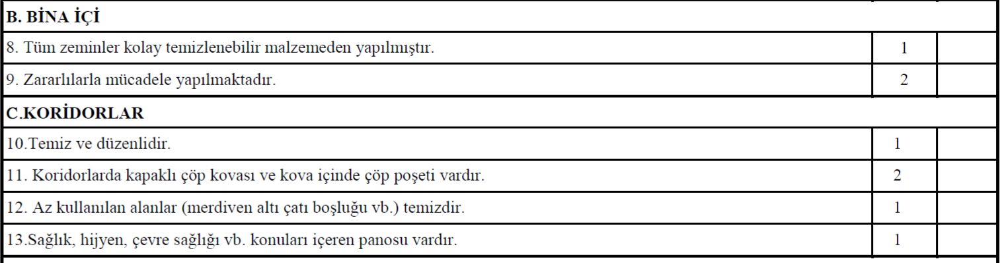 B. BİNA İÇİ
8. Tüm zeminler kolay temizlenebilir malzemeden yapılmıştır. 1
9. Zararlılarla mücadele yapılmaktadır. 2
C.KORİDORLAR
10.Temiz ve düzenlidir. 1
11. Koridorlarda kapaklı çöp kovası ve kova içinde çöp poşeti vardır. 2
12. Az kullanılan alanlar (merdiven altı çatı boşluğu vb.) temizdir. 1
13.Sağlık, hijyen, çevre sağlığı vb. konuları içeren panosu vardır. 1